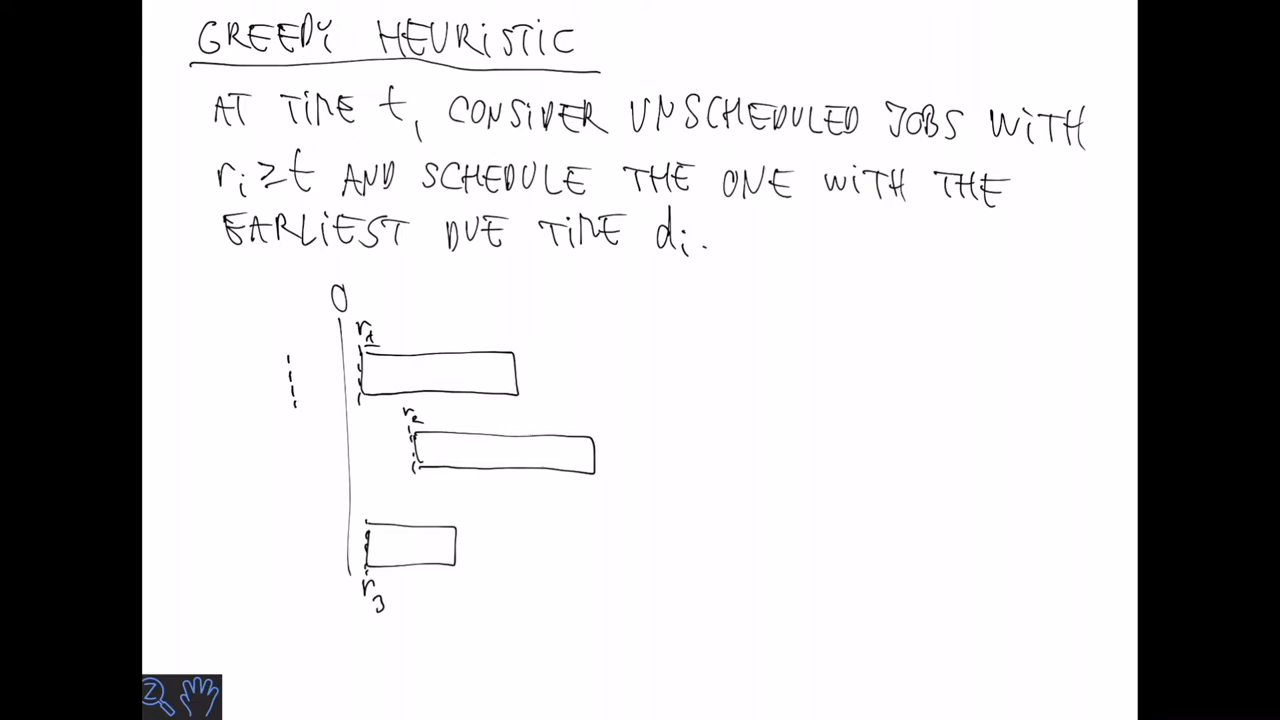 GREEDY HEURISTIC
AT TIME t, CONSIDER UNSCHEDULED JOBS WITH
ri ≥ t AND SCHEDULE THE ONE WITH THE
EARLIEST DUE TIME di.
0
r1
r2
r3
Z